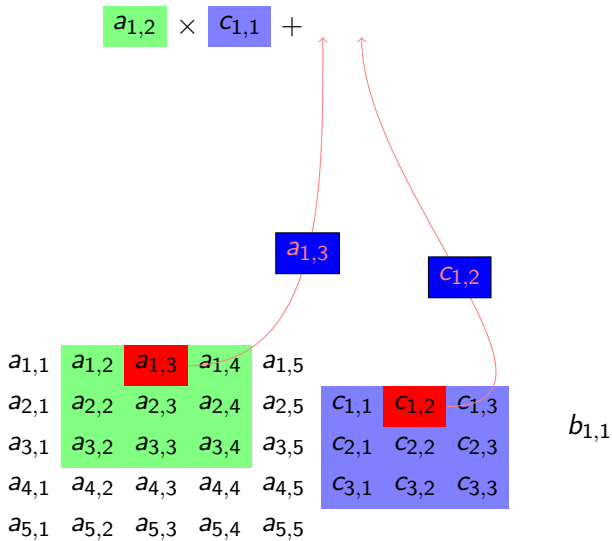 a1,2 × c1,1 +
a1,3
c1,2
a1,1 a1,2 a1,3 a1,4 a1,5
a2,1 a2,2 a2,3 a2,4 a2,5
a3,1 a3,2 a3,3 a3,4 a3,5
a4,1 a4,2 a4,3 a4,4 a4,5
a5,1 a5,2 a5,3 a5,4 a5,5
c1,1 c1,2 c1,3
c2,1 c2,2 c2,3
c3,1 c3,2 c3,3
b1,1